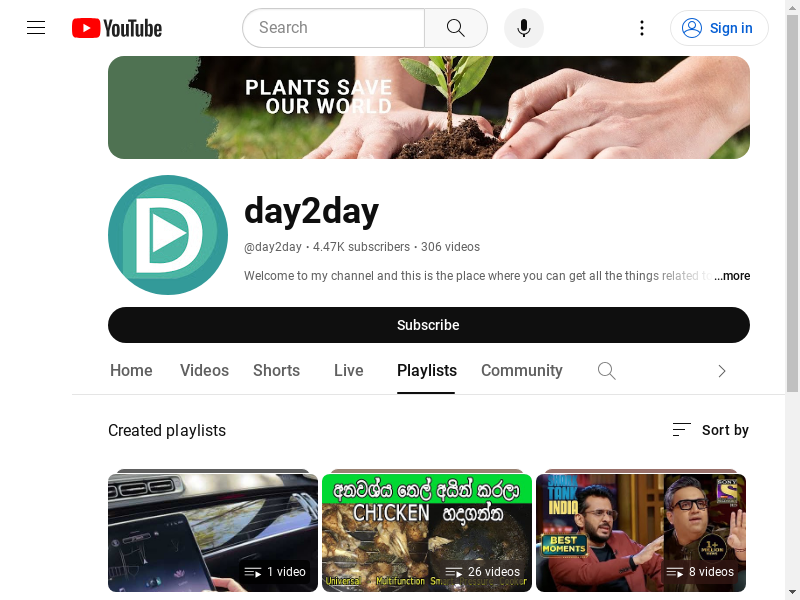 YouTube
Search
Sign in
PLANTS SAVE
OUR WORLD
day2day
@day2day · 4.47K subscribers · 306 videos
Welcome to my channel and this is the place where you can get all the things related to ...more
Subscribe
Home
Videos
Shorts
Live
Playlists
Community
Created playlists
Sort by
1 video
අනවශ්‍ය තෙල් අයින් කරලා
CHICKEN හදාගන්න
Universal Multifunction
26 videos
TANK
INDIA
BEST
MOMENTS
SONY
1+
8 videos